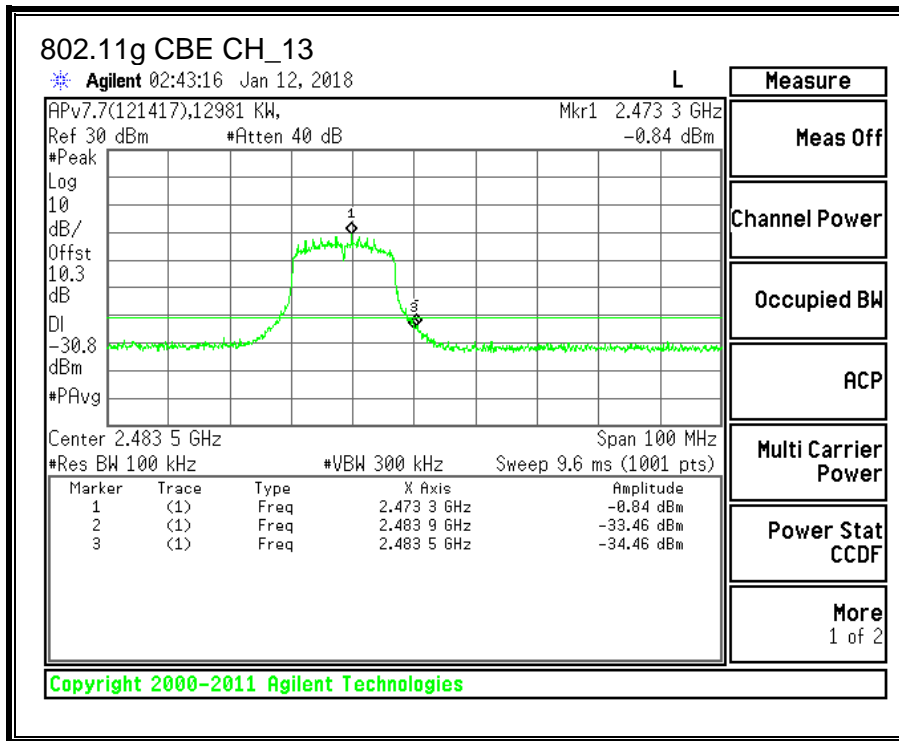 802.11g CBE CH_13
Agilent 02:43:16 Jan 12, 2018 L
APv7.7(121417),12981 KW, Mkr1 2.473 3 GHz
Ref 30 dBm #Atten 40 dB -0.84 dBm
#Peak
Log
10
dB/
Offst
10.3
dB
DI
-30.8
dBm
#PAvg
1
3
Center 2.483 5 GHz Span 100 MHz
#Res BW 100 kHz #VBW 300 kHz Sweep 9.6 ms (1001 pts)
Marker Trace Type X Axis Amplitude
1 (1) Freq 2.473 3 GHz -0.84 dBm
2 (1) Freq 2.483 9 GHz -33.46 dBm
3 (1) Freq 2.483 5 GHz -34.46 dBm
Copyright 2000-2011 Agilent Technologies
Measure
Meas Off
Channel Power
Occupied BW
ACP
Multi Carrier
Power
Power Stat
CCDF
More
1 of 2